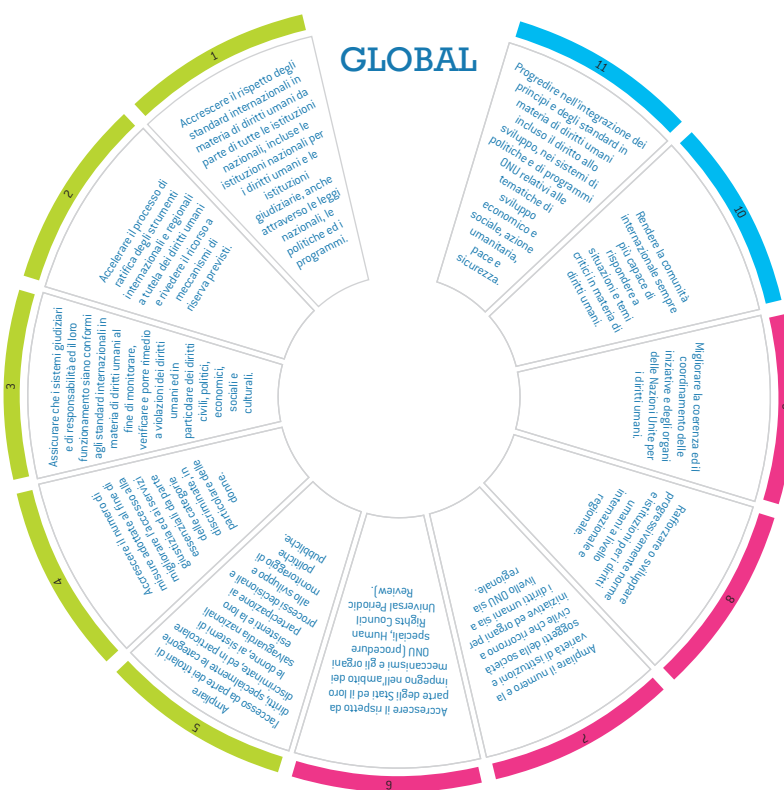 GLOBAL
1
Accrescere il rispetto degli
standard internazionali in
materia di diritti umani da
parte di tutte le istituzioni
nazionali, incluse le
istituzioni nazionali per
i diritti umani e le
istituzioni
giudiziarie, anche
attraverso le leggi
nazionali, le
politiche ed i
programmi.
2
Accelerare il processo di
ratifica degli strumenti
internazionali e regionali
a tutela dei diritti umani
e rivedere il ricorso a
meccanismi di
riserva previsti.
3
Assicurare che i sistemi giudiziari
e di responsabilità ed il loro
funzionamento siano conformi
agli standard internazionali in
materia di diritti umani al
fine di monitorare,
verificare e porre rimedio
a violazioni dei diritti
umani ed in
particolare dei diritti
civili, politici,
economici,
sociali e
culturali.
4
Accrescere il numero di
misure adottate al fine di
migliorare l'accesso alla
giustizia ed ai servizi
essenziali da parte
delle categorie
discriminate, in
particolare delle
donne.
5
Ampliare
l'accesso da parte dei titolari di
diritti, specialmente le categorie
discriminate ed in particolare
le donne, ai sistemi di
salvaguardia nazionali
esistenti e la loro
partecipazione ai
processi decisionali e
allo sviluppo e
monitoraggio di
politiche
pubbliche.
6
Accrescere il rispetto da
parte degli Stati ed il loro
impegno nell'ambito dei
meccanismi e gli organi
ONU (procedure
speciali, Human
Rights Council
Universal Periodic
Review).
7
Ampliare il numero e la
varietà di istituzioni e
soggetti della società
civile che ricorrono a
iniziative ed organi per
i diritti umani sia a
livello ONU sia
regionale.
8
Rafforzare o sviluppare
progressivamente norme
e istituzioni per i diritti
umani a livello
internazionale e
regionale.
Migliorare la coerenza ed il
coordinamento delle
iniziative e degli organi
delle Nazioni Unite per
i diritti umani.
10
Rendere la comunità
internazionale sempre
più capace di
rispondere a
situazioni e temi
critici in materia di
diritti umani.
11
Progredire nell'integrazione dei
principi e degli standard in
materia di diritti umani
incluso il diritto allo
sviluppo, nei sistemi di
politiche e di programmi
ONU relativi alle
tematiche di
sviluppo
economico e
sociale, azione
umanitaria,
pace e
sicurezza.